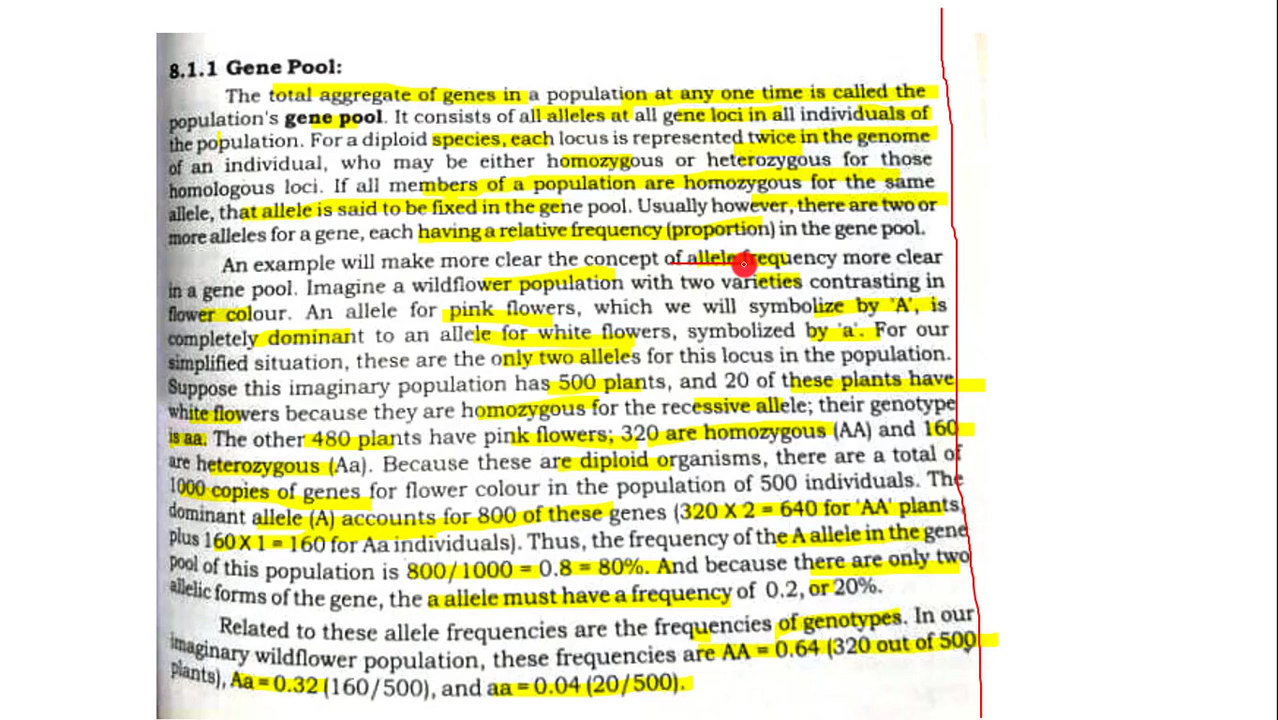 8.1.1 Gene Pool:
The total aggregate of genes in a population at any one time is called the
population's gene pool. It consists of all alleles at all gene loci in all individuals of
the population. For a diploid species, each locus is represented twice in the genome
of an individual, who may be either homozygous or heterozygous for those
homologous loci. If all members of a population are homozygous for the same
allele, that allele is said to be fixed in the gene pool. Usually however, there are two or
more alleles for a gene, each having a relative frequency (proportion) in the gene pool.
An example will make more clear the concept of allele frequency more clear
in a gene pool. Imagine a wildflower population with two varieties contrasting in
flower colour. An allele for pink flowers, which we will symbolize by 'A', is
completely dominant to an allele for white flowers, symbolized by 'a'. For our
simplified situation, these are the only two alleles for this locus in the population.
Suppose this imaginary population has 500 plants, and 20 of these plants have
white flowers because they are homozygous for the recessive allele; their genotype
is aa. The other 480 plants have pink flowers; 320 are homozygous (AA) and 160
are heterozygous (Aa). Because these are diploid organisms, there are a total of
1000 copies of genes for flower colour in the population of 500 individuals. The
dominant allele (A) accounts for 800 of these genes (320 X 2 = 640 for 'AA' plants,
plus 160 X 1 = 160 for Aa individuals). Thus, the frequency of the A allele in the gene
pool of this population is 800/1000 = 0.8 = 80%. And because there are only two
allelic forms of the gene, the a allele must have a frequency of 0.2, or 20%.
Related to these allele frequencies are the frequencies of genotypes. In our
imaginary wildflower population, these frequencies are AA = 0.64 (320 out of 500
plants), Aa = 0.32 (160/500), and aa = 0.04 (20/500).